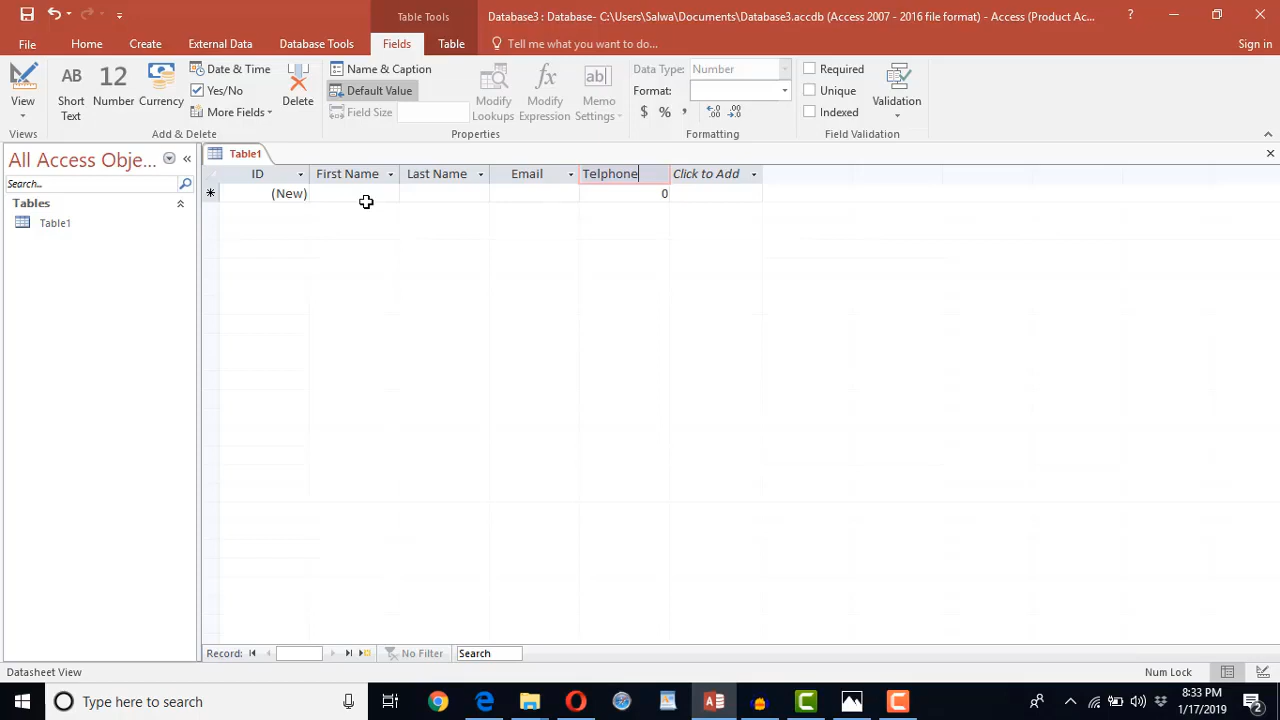 Table Tools
Database3 : Database- C:\Users\Salwa\Documents\Database3.accdb (Access 2007 - 2016 file format) - Access (Product Ac...
?
File
Home
Create
External Data
Database Tools
Fields
Table
Tell me what you want to do...
Sign in
View
AB
Short
Text
12
Number
Currency
Date & Time
Yes/No
More Fields
Delete
Name & Caption
Default Value
Field Size
Modify
Lookups
fx
Modify
Expression
ab
Memo
Settings
Data Type:
Number
Format:
$ % , .00 .00
Required
Unique
Indexed
Validation
Views
Add & Delete
Properties
Formatting
Field Validation
All Access Obje... «
Search...
Tables
Table1
Table1
ID
First Name
Last Name
Email
Telphone
Click to Add
(New)
0
Record:
No Filter
Search
Datasheet View
Num Lock
Type here to search
8:33 PM
1/17/2019
2